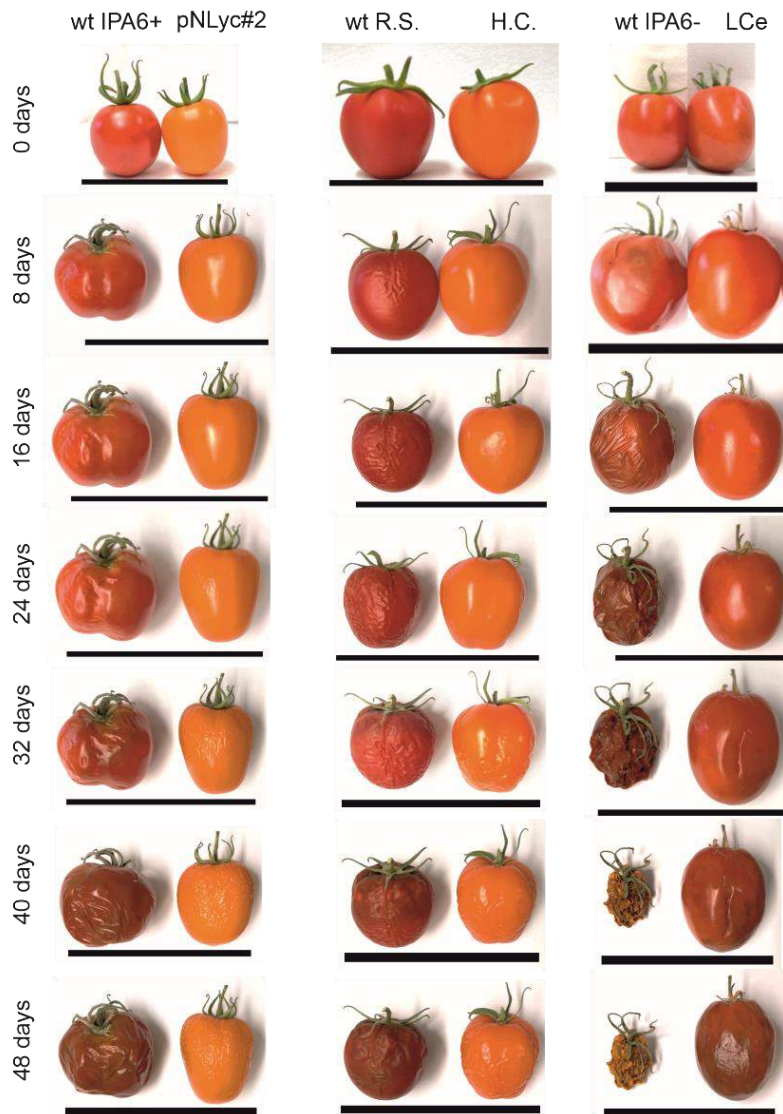 wt IPA6+ pNLyc#2 wt R.S. H.C. wt IPA6- LCe
0 days
8 days
16 days
24 days
32 days
40 days
48 days